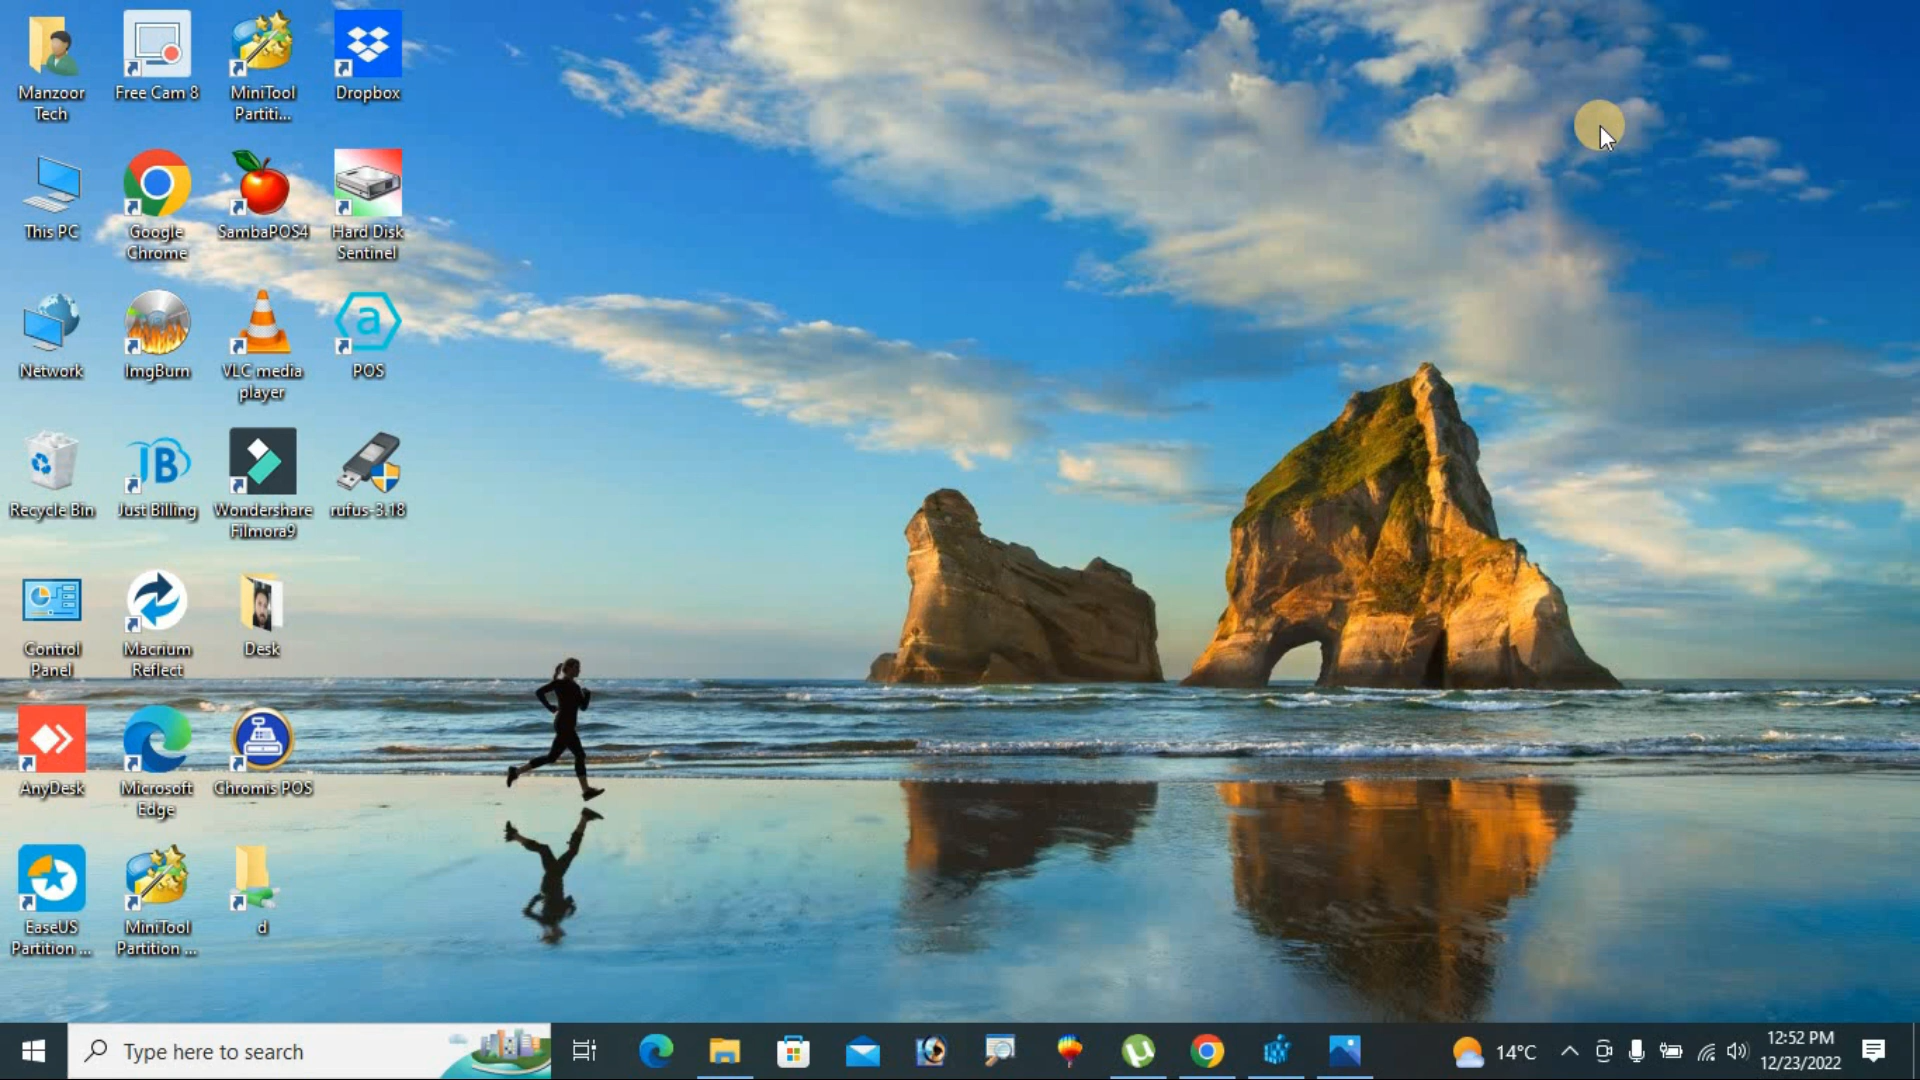 Manzoor
Tech
Free Cam 8
MiniTool
Partiti...
Dropbox
This PC
Google
Chrome
SambaPOS4
Hard Disk
Sentinel
Network
ImgBurn
VLC media
player
a
POS
Recycle Bin
JB
Just Billing
Wondershare
Filmora9
rufus-3.18
Control
Panel
Macrium
Reflect
Desk
AnyDesk
Microsoft
Edge
Chromis POS
EaseUS
Partition ...
MiniTool
Partition ...
d
Type here to search
14°C
12:52 PM
12/23/2022